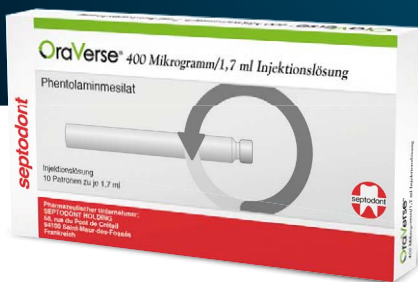 OraVerse® 400 Mikrogramm/1,7 ml Injektionslösung
Phentolaminmesilat
septodont
Injektionslösung
10 Patronen zu je 1,7 ml
septodont
Pharmazeutischer Unternehmer:
SEPTODONT HOLDING
58, rue du Pont de Créteil
94100 Saint-Maur-des-Fossés
Frankreich
OraVerse®
400 Mikrogramm/1,7 ml Injektionslösung